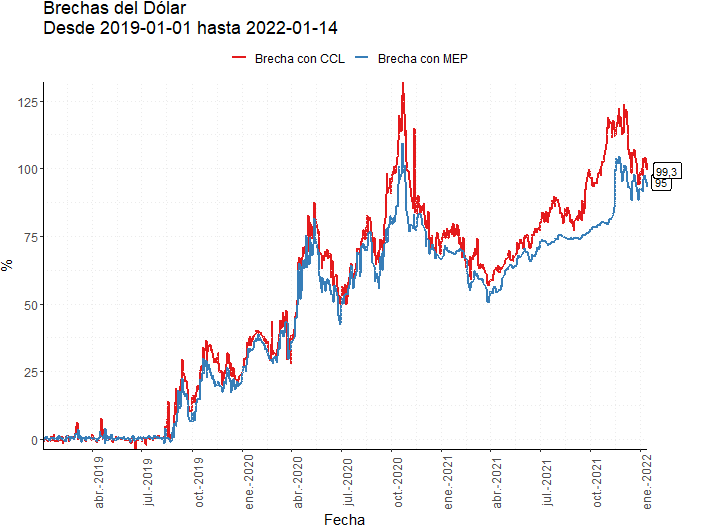 Brechas del Dólar
Desde 2019-01-01 hasta 2022-01-14
Brecha con CCL
Brecha con MEP
%
125
100
75
50
25
0
99,3
95
abr.-2019
jul.-2019
oct.-2019
ene.-2020
abr.-2020
jul.-2020
oct.-2020
ene.-2021
abr.-2021
jul.-2021
oct.-2021
ene.-2022
Fecha